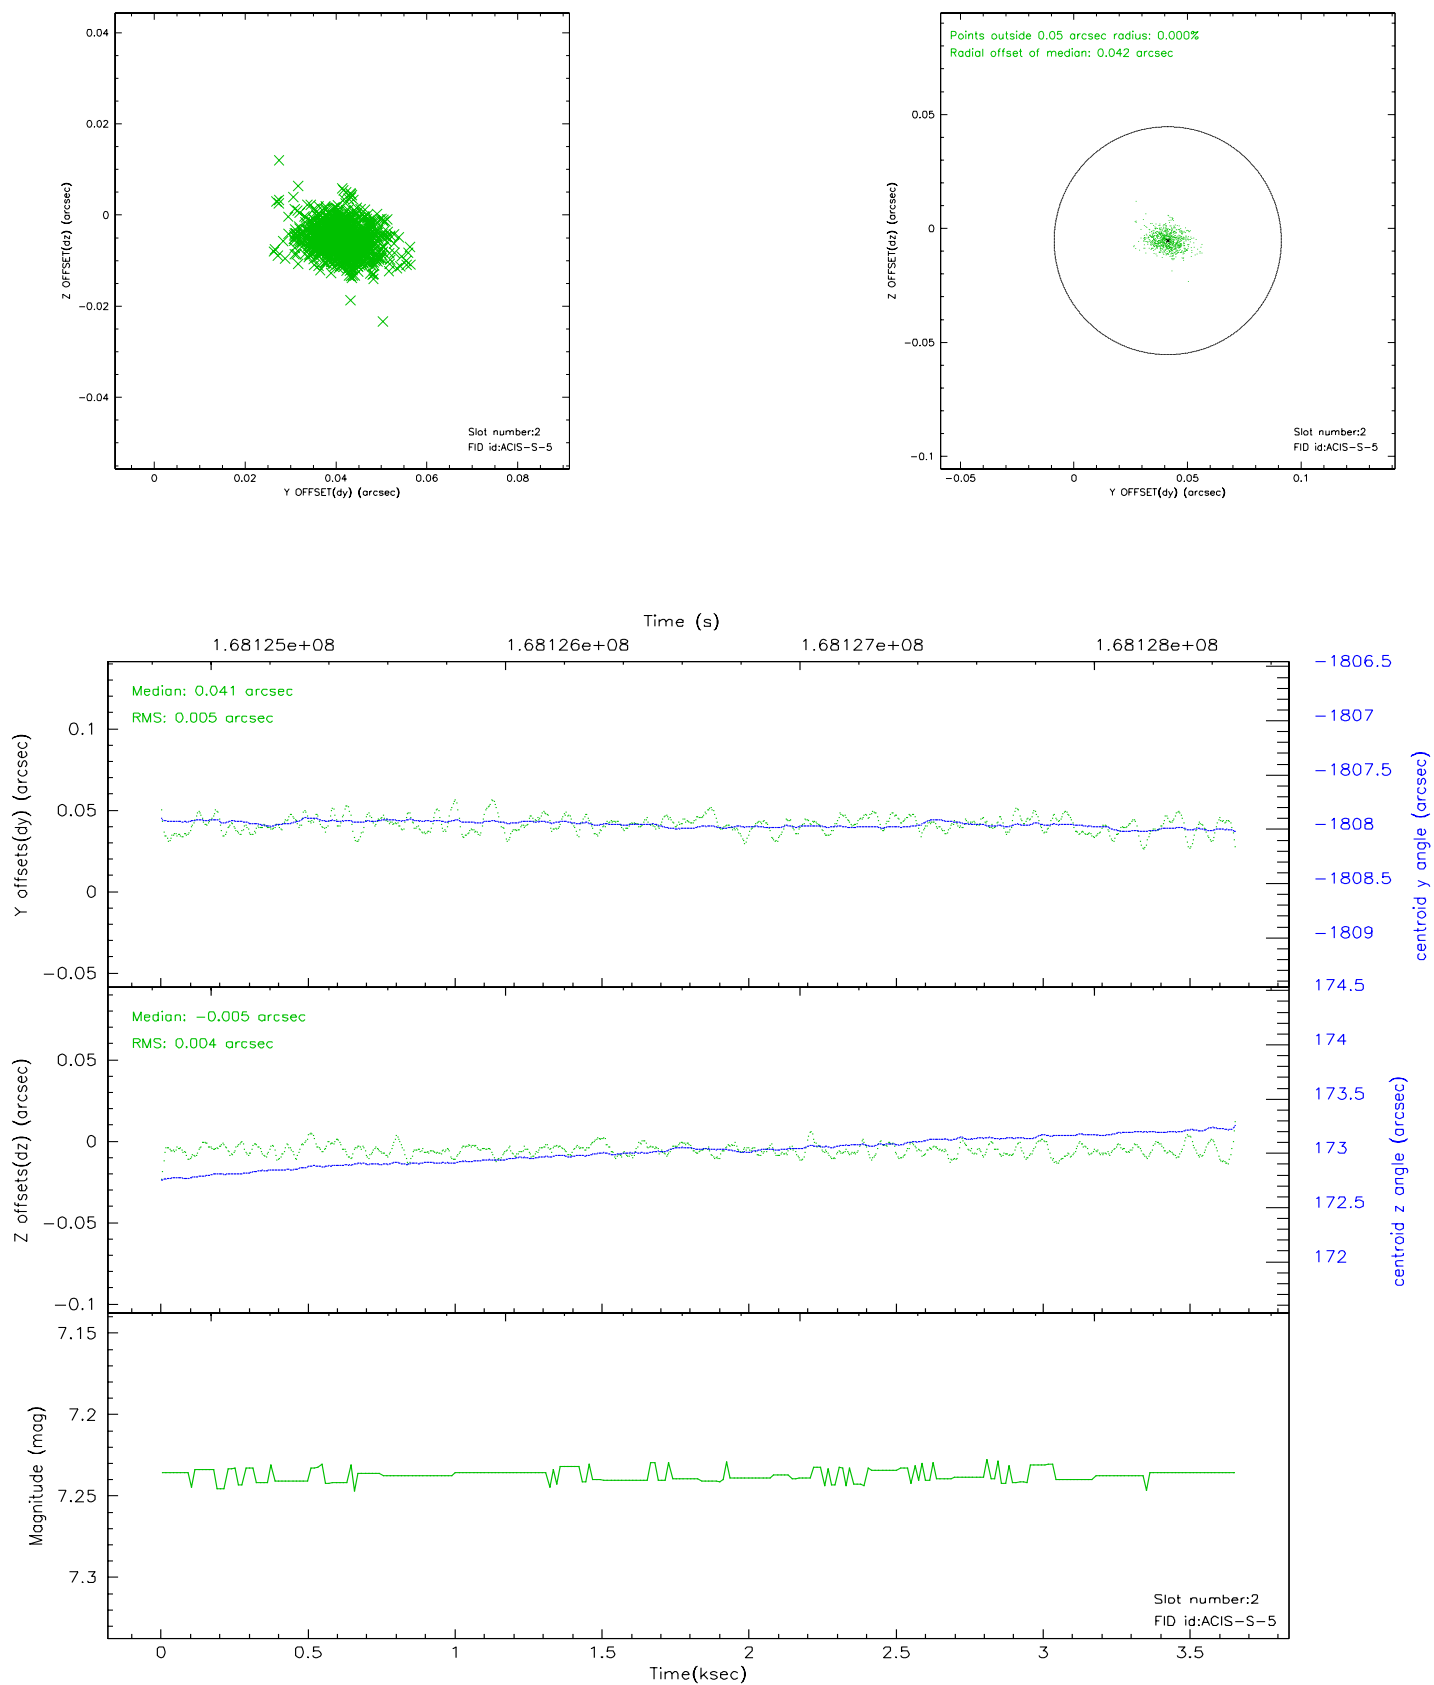 0.04
0.02
0
−0.02
−0.04
Z OFFSET(dz) (arcsec)
Slot number:2
FID id:ACIS−S−5
0 0.02 0.04 0.06 0.08
Y OFFSET(dy) (arcsec)
Points outside 0.05 arcsec radius: 0.000%
Radial offset of median: 0.042 arcsec
0.05
0
−0.05
−0.1
Z OFFSET(dz) (arcsec)
Slot number:2
FID id:ACIS−S−5
−0.05 0 0.05 0.1
Y OFFSET(dy) (arcsec)
Time (s)
1.68125e+08 1.68126e+08 1.68127e+08 1.68128e+08
Median: 0.041 arcsec
RMS: 0.005 arcsec
0.1
0.05
0
−0.05
Y offsets(dy) (arcsec)
−1806.5
−1807
−1807.5
−1808
−1808.5
−1809
centroid y angle (arcsec)
Median: −0.005 arcsec
RMS: 0.004 arcsec
0.05
0
−0.05
−0.1
Z offsets(dz) (arcsec)
174.5
174
173.5
173
172.5
172
centroid z angle (arcsec)
7.15
7.2
7.25
7.3
Magnitude (mag)
Slot number:2
FID id:ACIS−S−5
0 0.5 1 1.5 2 2.5 3 3.5
Time(ksec)